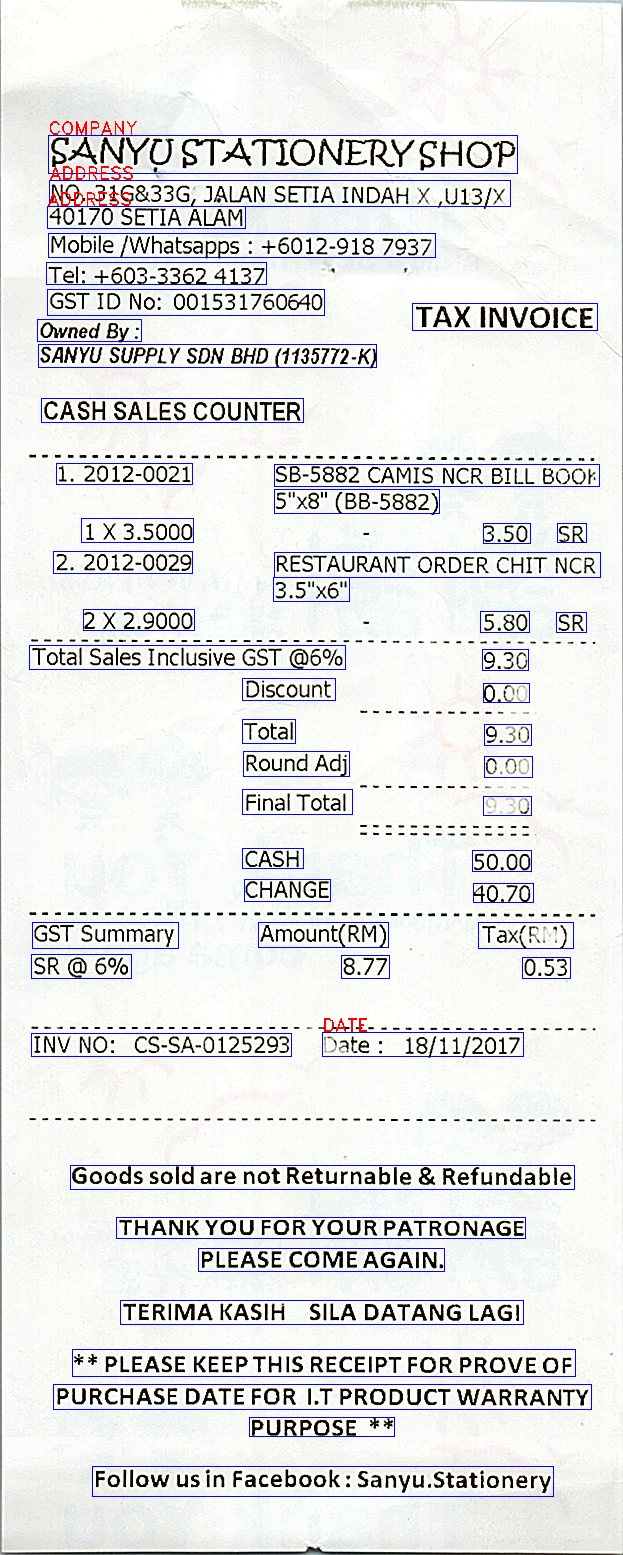 COMPANY
SANYU STATIONERY SHOP
ADDRESS
NO. 31G&33G, JALAN SETIA INDAH X ,U13/X
ADDRESS
40170 SETIA ALAM
Mobile /Whatsapps : +6012-918 7937
Tel: +603-3362 4137
GST ID No: 001531760640
TAX INVOICE
Owned By :
SANYU SUPPLY SDN BHD (1135772-K)
CASH SALES COUNTER
1. 2012-0021 SB-5882 CAMIS NCR BILL BOOK
5"x8" (BB-5882)
1 X 3.5000 - 3.50 SR
2. 2012-0029 RESTAURANT ORDER CHIT NCR
3.5"x6"
2 X 2.9000 - 5.80 SR
Total Sales Inclusive GST @6% 9.30
Discount 0.00
Total 9.30
Round Adj 0.00
Final Total 9.30
CASH 50.00
CHANGE 40.70
GST Summary Amount(RM) Tax(RM)
SR @ 6% 8.77 0.53
DATE
INV NO: CS-SA-0125293 Date : 18/11/2017
Goods sold are not Returnable & Refundable
THANK YOU FOR YOUR PATRONAGE
PLEASE COME AGAIN.
TERIMA KASIH SILA DATANG LAGI
** PLEASE KEEP THIS RECEIPT FOR PROVE OF
PURCHASE DATE FOR I.T PRODUCT WARRANTY
PURPOSE **
Follow us in Facebook : Sanyu.Stationery